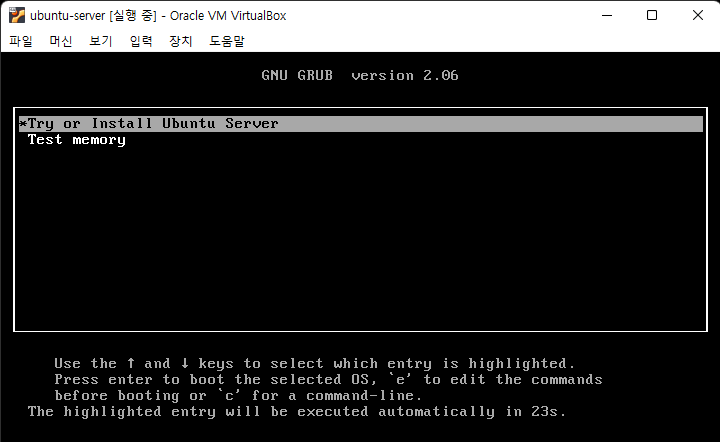 ubuntu-server [실행 중] - Oracle VM VirtualBox
파일 머신 보기 입력 장치 도움말
GNU GRUB version 2.06
*Try or Install Ubuntu Server
Test memory
Use the ↑ and ↓ keys to select which entry is highlighted.
Press enter to boot the selected OS, `e' to edit the commands
before booting or `c' for a command-line.
The highlighted entry will be executed automatically in 23s.